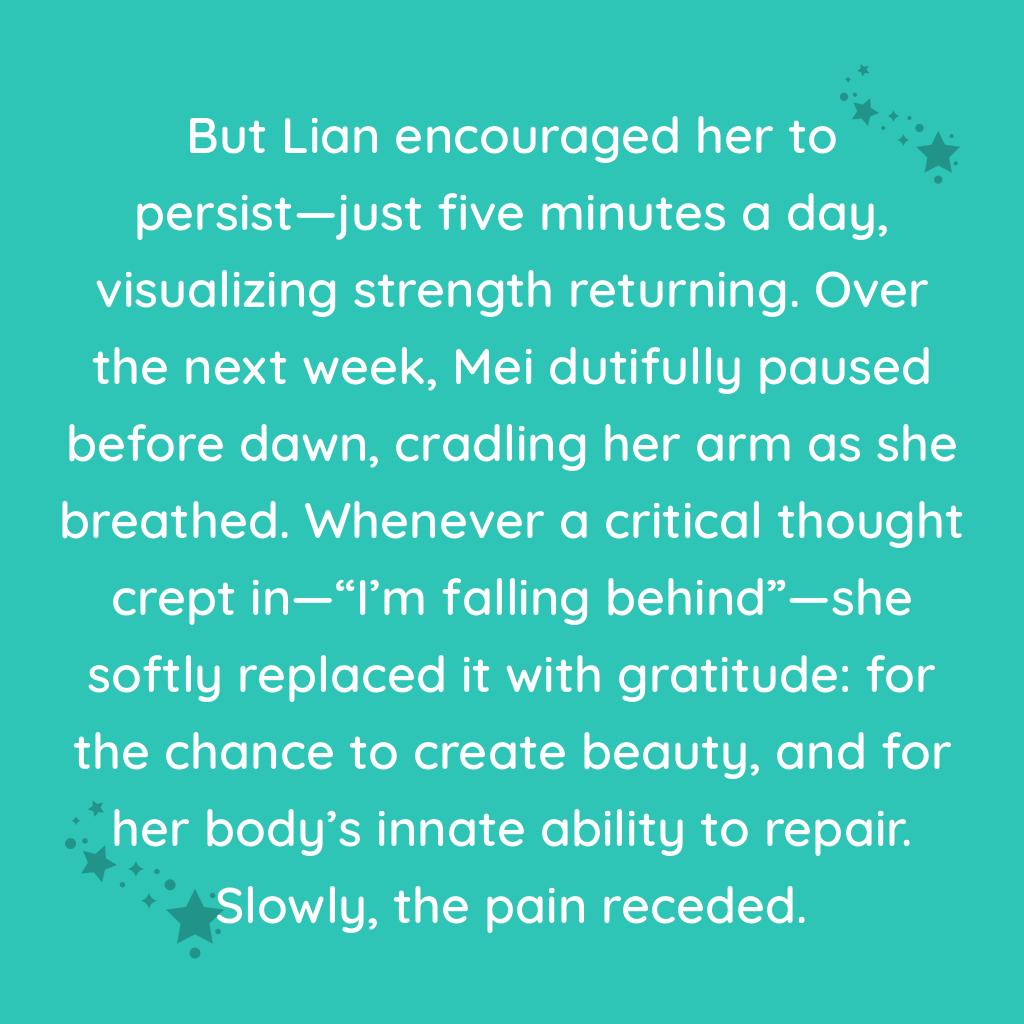 But Lian encouraged her to
persist—just five minutes a day,
visualizing strength returning. Over
the next week, Mei dutifully paused
before dawn, cradling her arm as she
breathed. Whenever a critical thought
crept in—“I’m falling behind”—she
softly replaced it with gratitude: for
the chance to create beauty, and for
her body’s innate ability to repair.
Slowly, the pain receded.